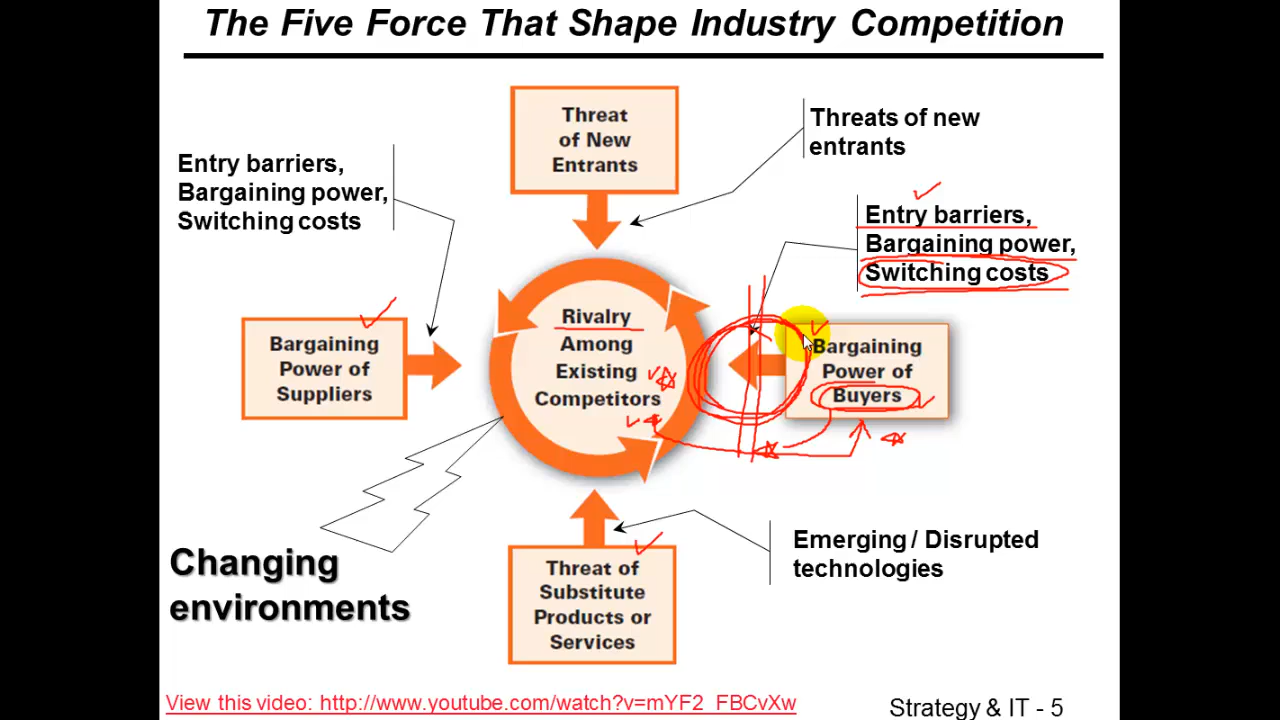 The Five Force That Shape Industry Competition
Threat
of New
Entrants
Threats of new
entrants
Entry barriers,
Bargaining power,
Switching costs
Entry barriers,
Bargaining power,
Switching costs
Bargaining
Power of
Suppliers
Rivalry
Among
Existing
Competitors
Bargaining
Power of
Buyers
Changing
environments
Threat of
Substitute
Products or
Services
Emerging / Disrupted
technologies
View this video: http://www.youtube.com/watch?v=mYF2_FBCvXw
Strategy & IT - 5